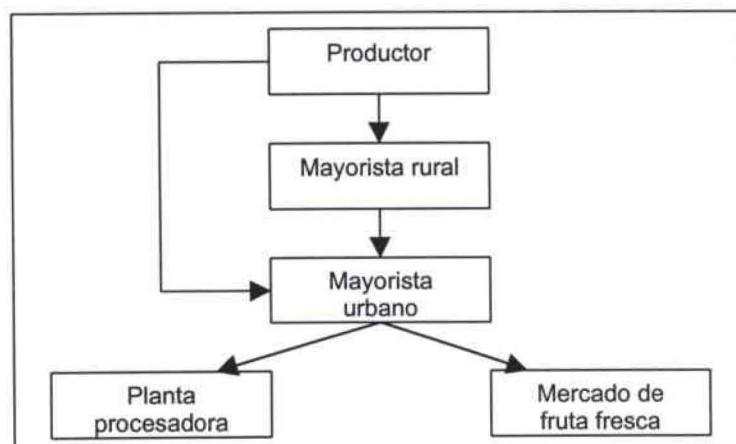 Productor
Mayorista rural
Mayorista
urbano
Planta
procesadora
Mercado de
fruta fresca